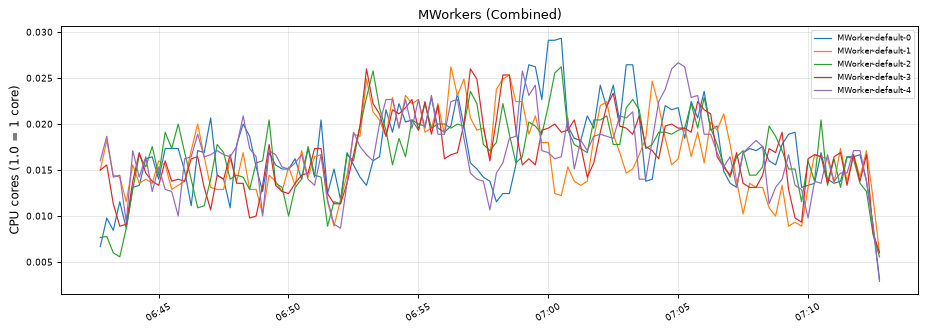 MWorkers (Combined)
CPU cores (1.0 = 1 core)
0.030
0.025
0.020
0.015
0.010
0.005
MWorker-default-0
MWorker-default-1
MWorker-default-2
MWorker-default-3
MWorker-default-4
06:45
06:50
06:55
07:00
07:05
07:10